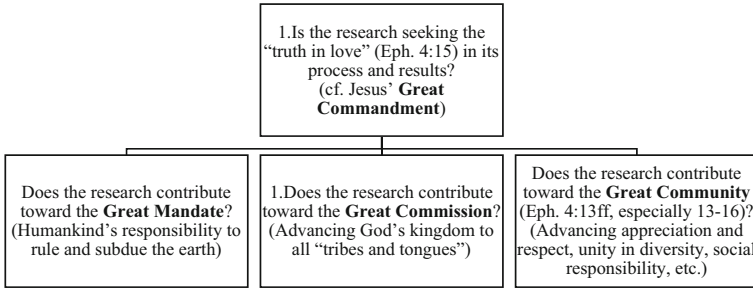 1.Is the research seeking the
“truth in love” (Eph. 4:15) in its
process and results?
(cf. Jesus’ Great
Commandment)
Does the research contribute
toward the Great Mandate?
(Humankind’s responsibility to
rule and subdue the earth)
1.Does the research contribute
toward the Great Commission?
(Advancing God’s kingdom to
all “tribes and tongues”)
Does the research contribute
toward the Great Community
(Eph. 4:13ff, especially 13-16)?
(Advancing appreciation and
respect, unity in diversity, social
responsibility, etc.)